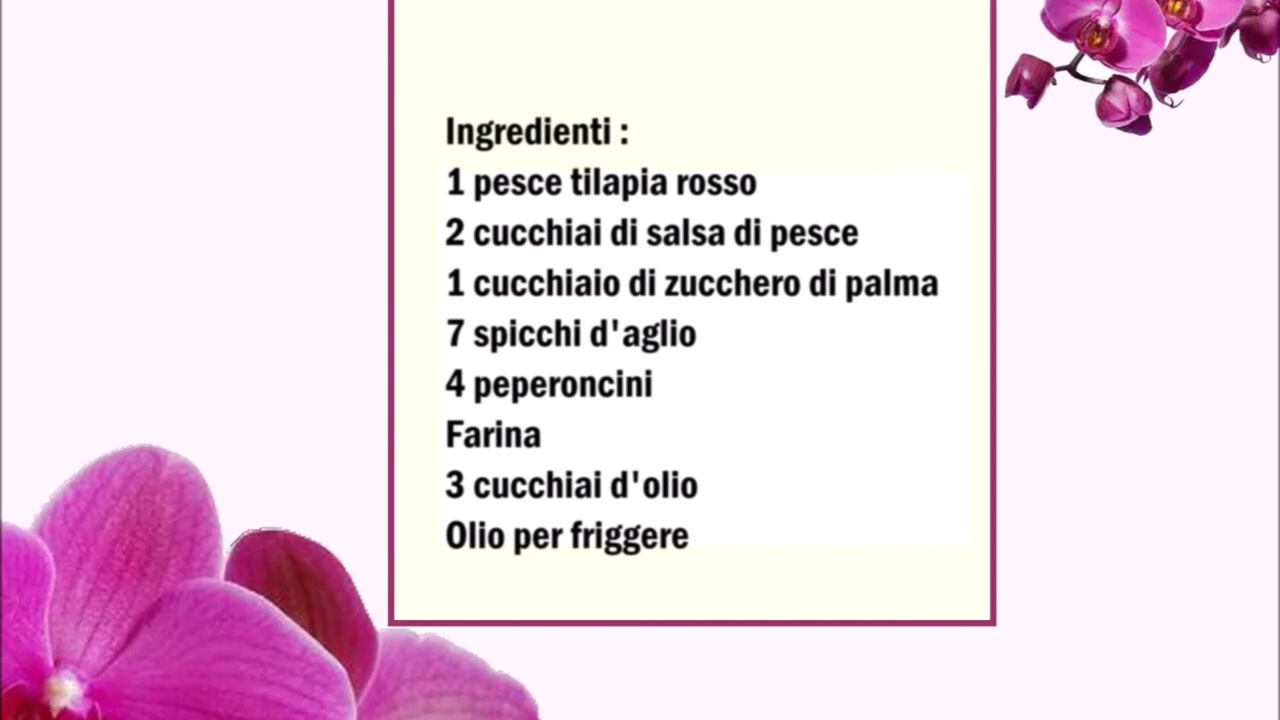 Ingredienti :
1 pesce tilapia rosso
2 cucchiai di salsa di pesce
1 cucchiaio di zucchero di palma
7 spicchi d'aglio
4 peperoncini
Farina
3 cucchiai d'olio
Olio per friggere